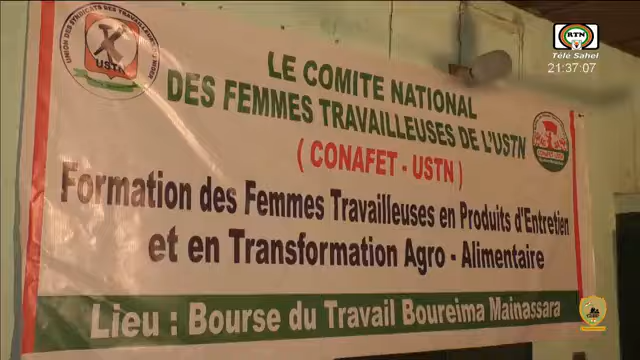 RTN
Télé Sahel
21:37:07
USTN
LE COMITE NATIONAL
DES FEMMES TRAVAILLEUSES DE L'USTN
( CONAFET - USTN )
Formation des Femmes Travailleuses en Produits d'Entretien
et en Transformation Agro - Alimentaire
Lieu : Bourse du Travail Boureima Mainassara